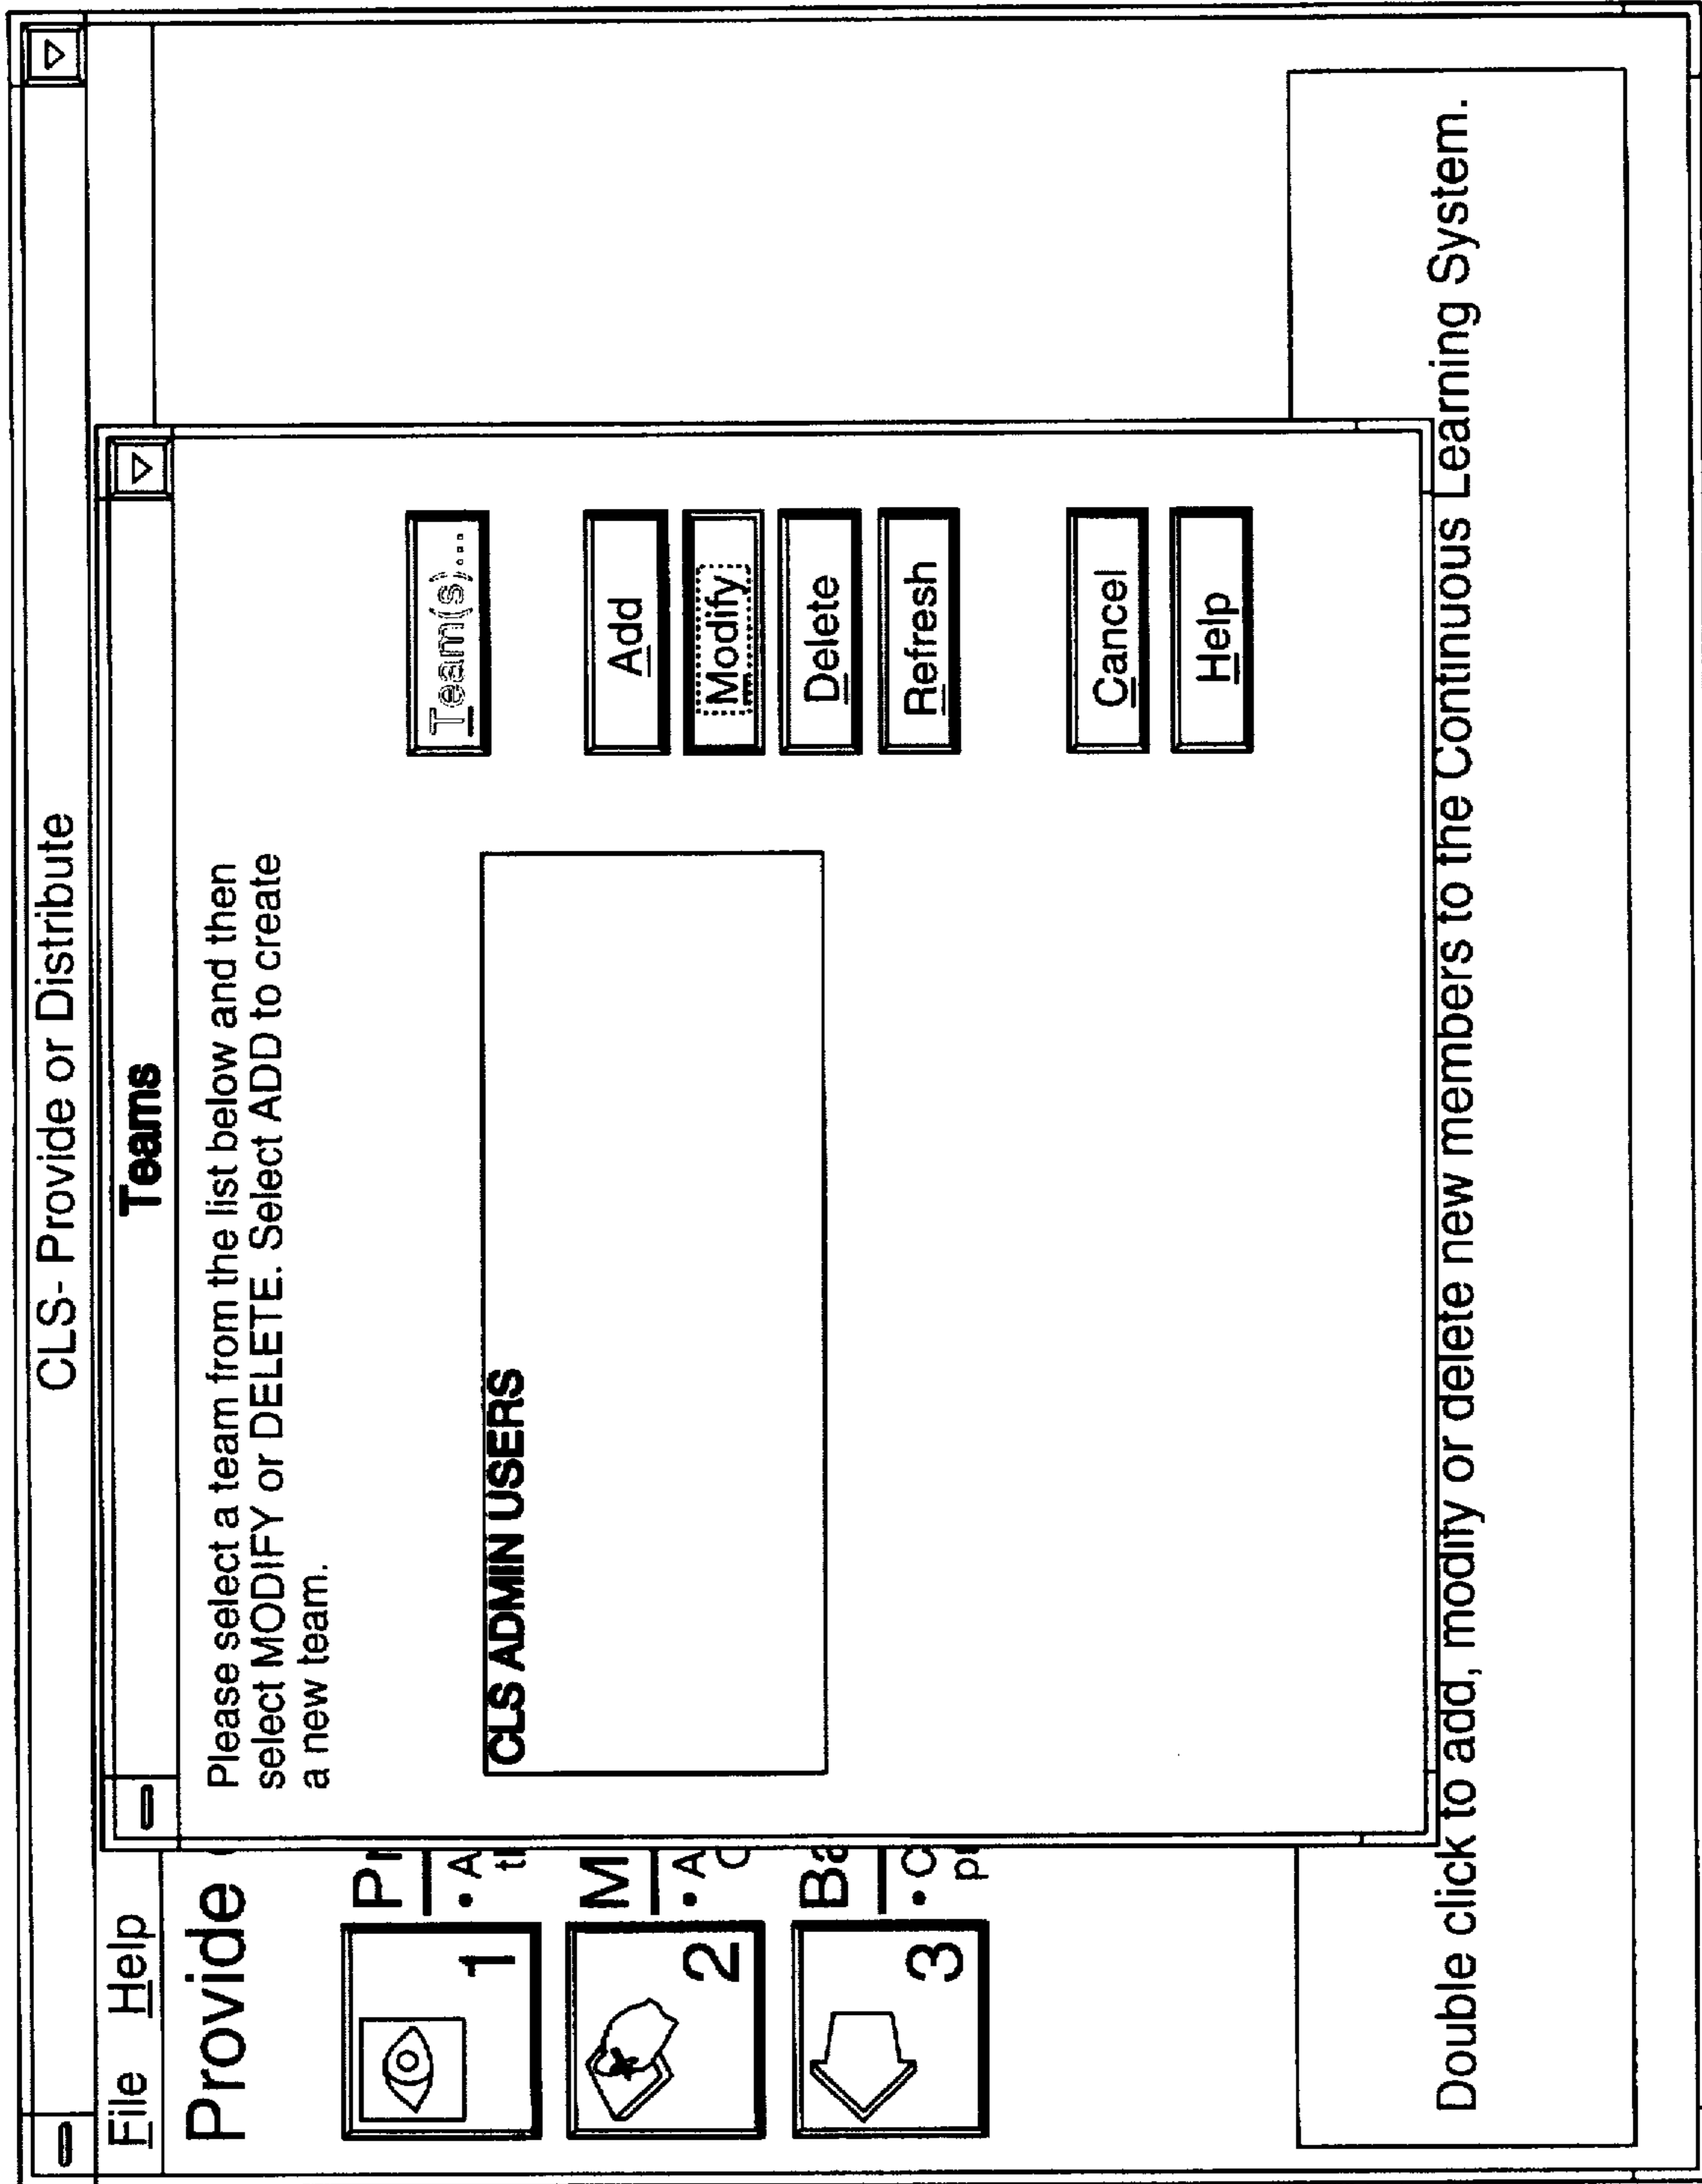 CLS- Provide or Distribute
File Help
Provide
1
Pr
• A
2
M
• A
3
Ba
• C
Teams
Please select a team from the list below and then
select MODIFY or DELETE. Select ADD to create
a new team.
CLS ADMIN USERS
Team(s)...
Add
Modify
Delete
Refresh
Cancel
Help
Double click to add, modify or delete new members to the Continuous Learning System.